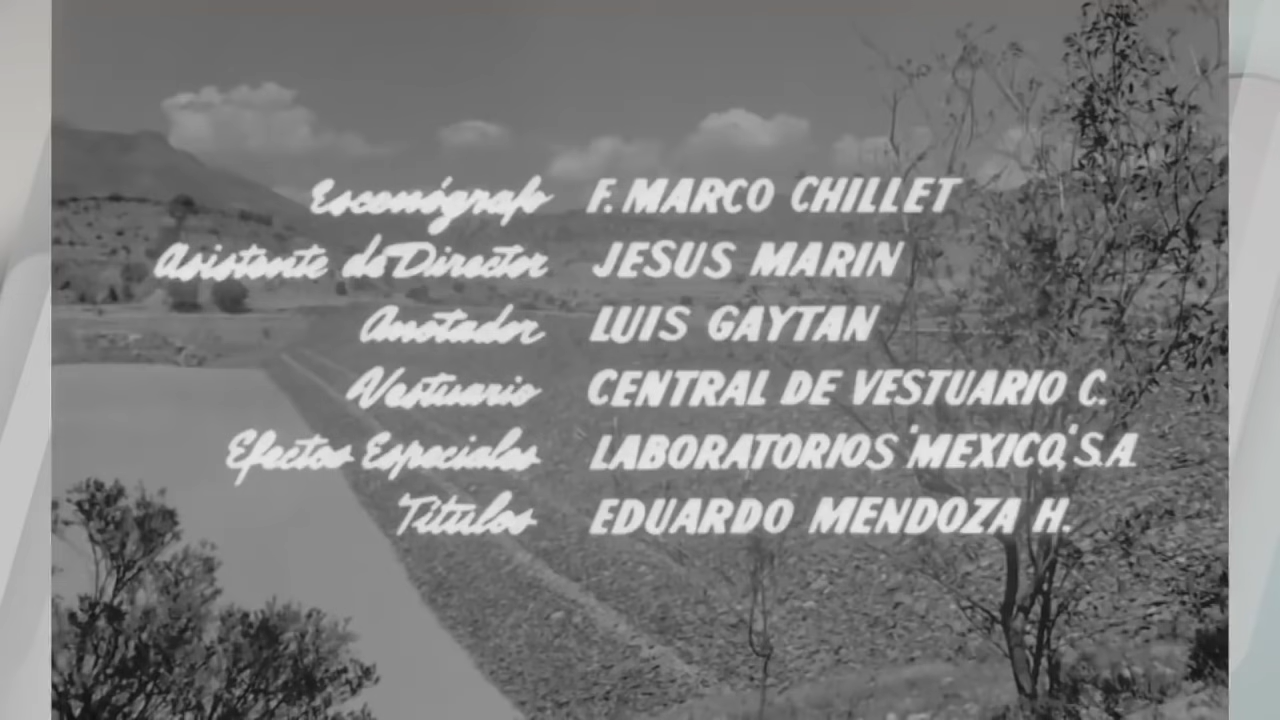 Escenógrafo F. MARCO CHILLET
Asistente de Director JESUS MARIN
Anotador LUIS GAYTAN
Vestuario CENTRAL DE VESTUARIO C.
Efectos Especiales LABORATORIOS "MEXICO," S.A.
Títulos EDUARDO MENDOZA H.